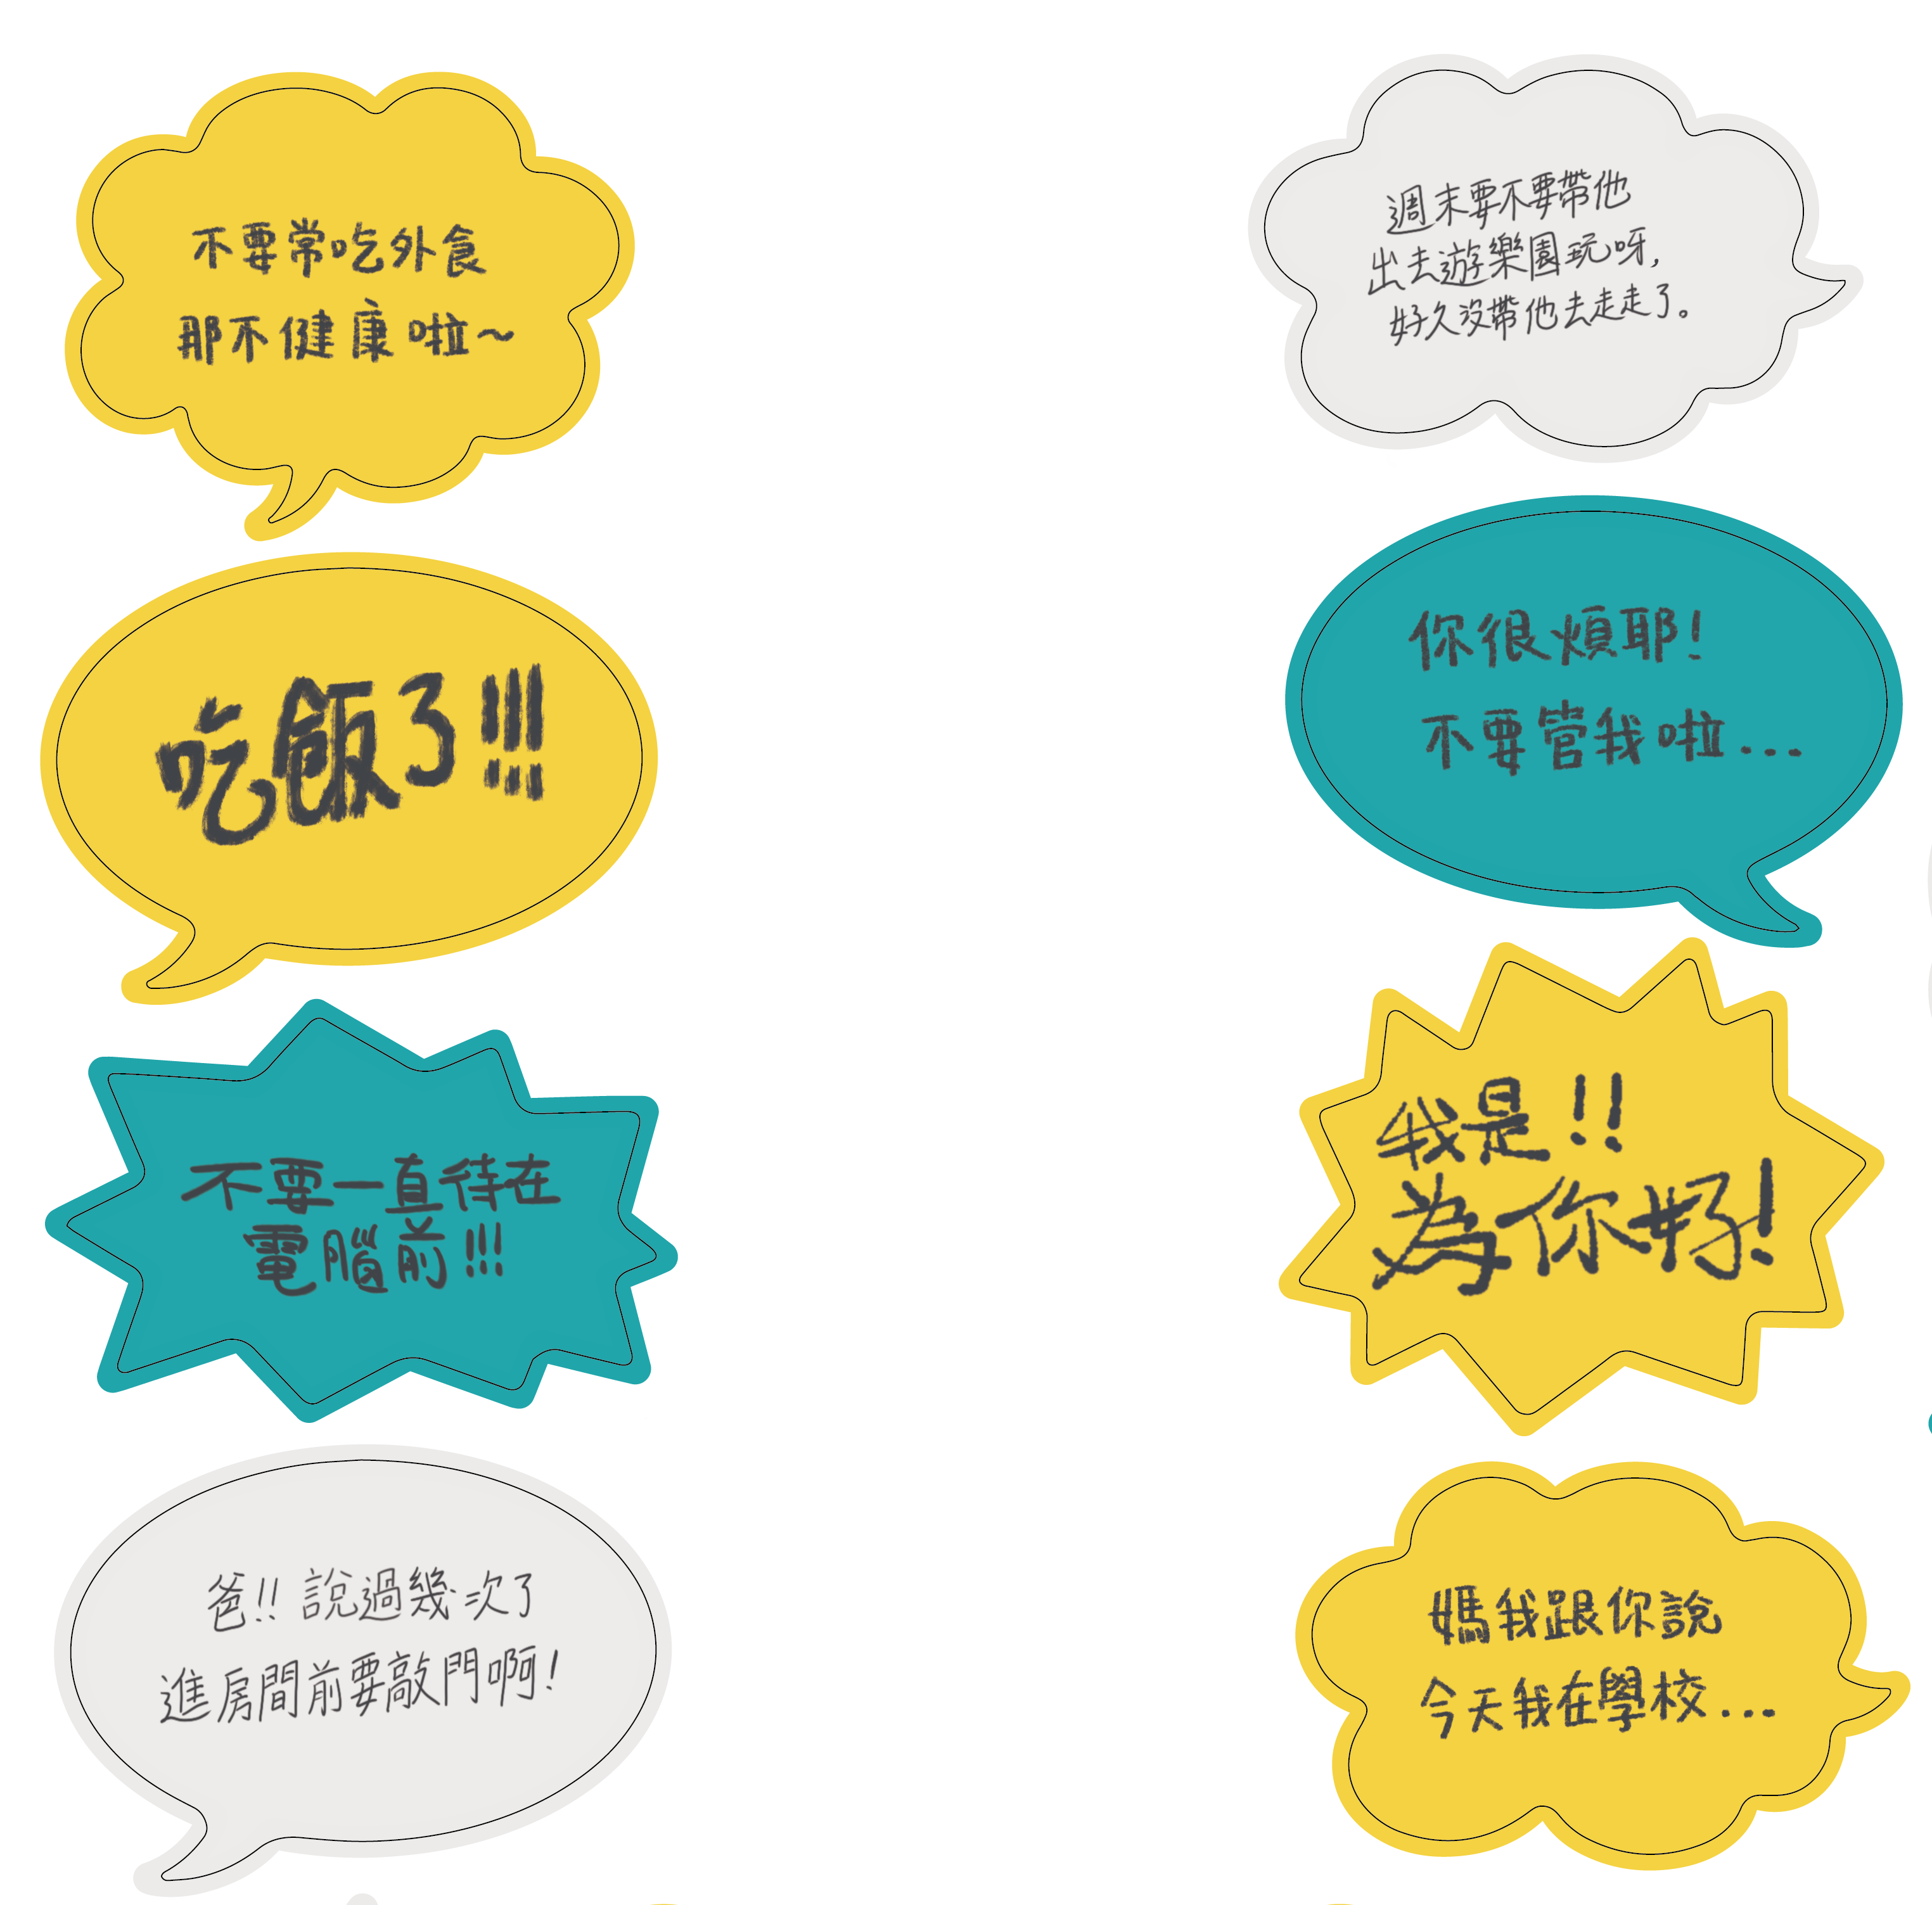 不要常吃外食
那不健康啦～
吃飯了!!!
不要一直待在
電腦前!!!
爸!!說過幾次了
進房間前要敲門啊!
週末要不要帶他
出去遊樂園玩呀,
好久沒帶他去走走了。
你很煩耶!
不要管我啦...
我是!!
為你好!
媽我跟你說
今天我在學校...